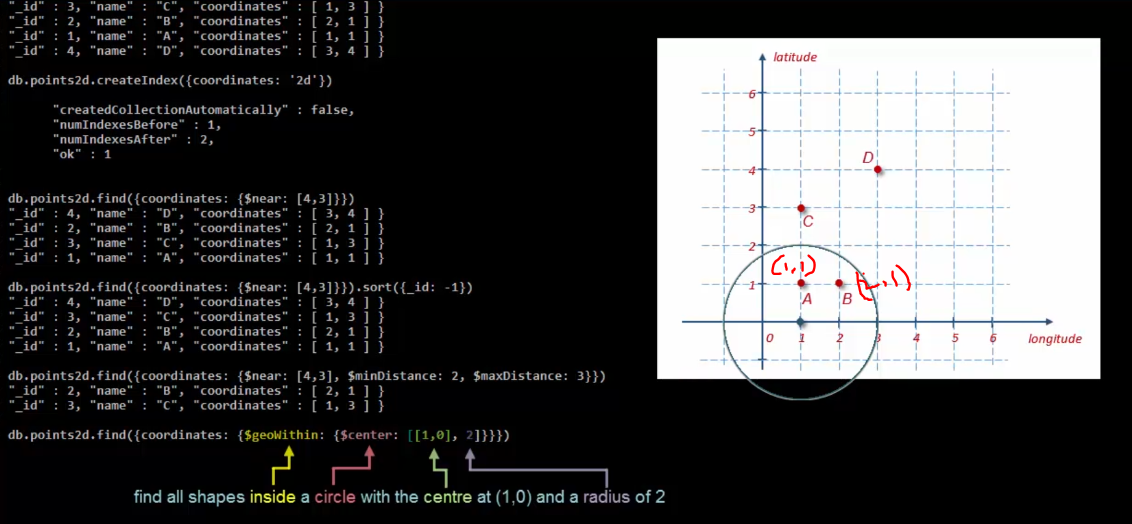 "_id" : 3, "name" : "C", "coordinates" : [ 1, 3 ] }
"_id" : 2, "name" : "B", "coordinates" : [ 2, 1 ] }
"_id" : 1, "name" : "A", "coordinates" : [ 1, 1 ] }
"_id" : 4, "name" : "D", "coordinates" : [ 3, 4 ] }
db.points2d.createIndex({coordinates: '2d'})
"createdCollectionAutomatically" : false,
"numIndexesBefore" : 1,
"numIndexesAfter" : 2,
"ok" : 1
db.points2d.find({coordinates: {$near: [4,3]}})
"_id" : 4, "name" : "D", "coordinates" : [ 3, 4 ] }
"_id" : 2, "name" : "B", "coordinates" : [ 2, 1 ] }
"_id" : 3, "name" : "C", "coordinates" : [ 1, 3 ] }
"_id" : 1, "name" : "A", "coordinates" : [ 1, 1 ] }
db.points2d.find({coordinates: {$near: [4,3]}}).sort({_id: -1})
"_id" : 4, "name" : "D", "coordinates" : [ 3, 4 ] }
"_id" : 3, "name" : "C", "coordinates" : [ 1, 3 ] }
"_id" : 2, "name" : "B", "coordinates" : [ 2, 1 ] }
"_id" : 1, "name" : "A", "coordinates" : [ 1, 1 ] }
db.points2d.find({coordinates: {$near: [4,3], $minDistance: 2, $maxDistance: 3}})
"_id" : 2, "name" : "B", "coordinates" : [ 2, 1 ] }
"_id" : 3, "name" : "C", "coordinates" : [ 1, 3 ] }
db.points2d.find({coordinates: {$geoWithin: {$center: [[1,0], 2]}}})
find all shapes inside a circle with the centre at (1,0) and a radius of 2
latitude
6
5
D
4
3
C
2
(1,1)
1
A
B
(2,1)
0 1 2 3 4 5 6
longitude